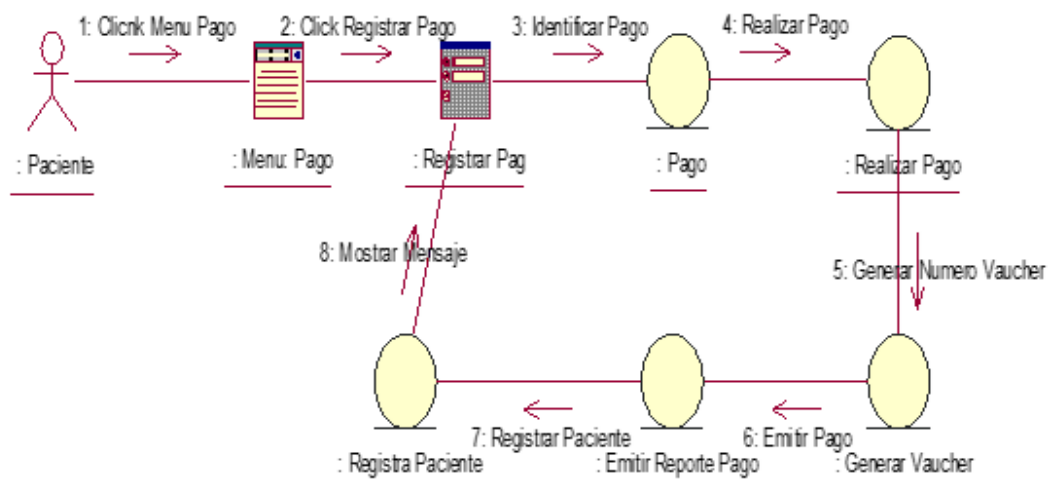 1: Clicnk Menu Pago
2: Click Registrar Pago
3: Identificar Pago
4: Realizar Pago
: Paciente
: Menu: Pago
: Registrar Pag
: Pago
: Realizar Pago
8: Mostrar Mensaje
5: Generar Numero Vaucher
7: Registrar Paciente
6: Emitir Pago
: Registra Paciente
: Emitir Reporte Pago
: Generar Vaucher